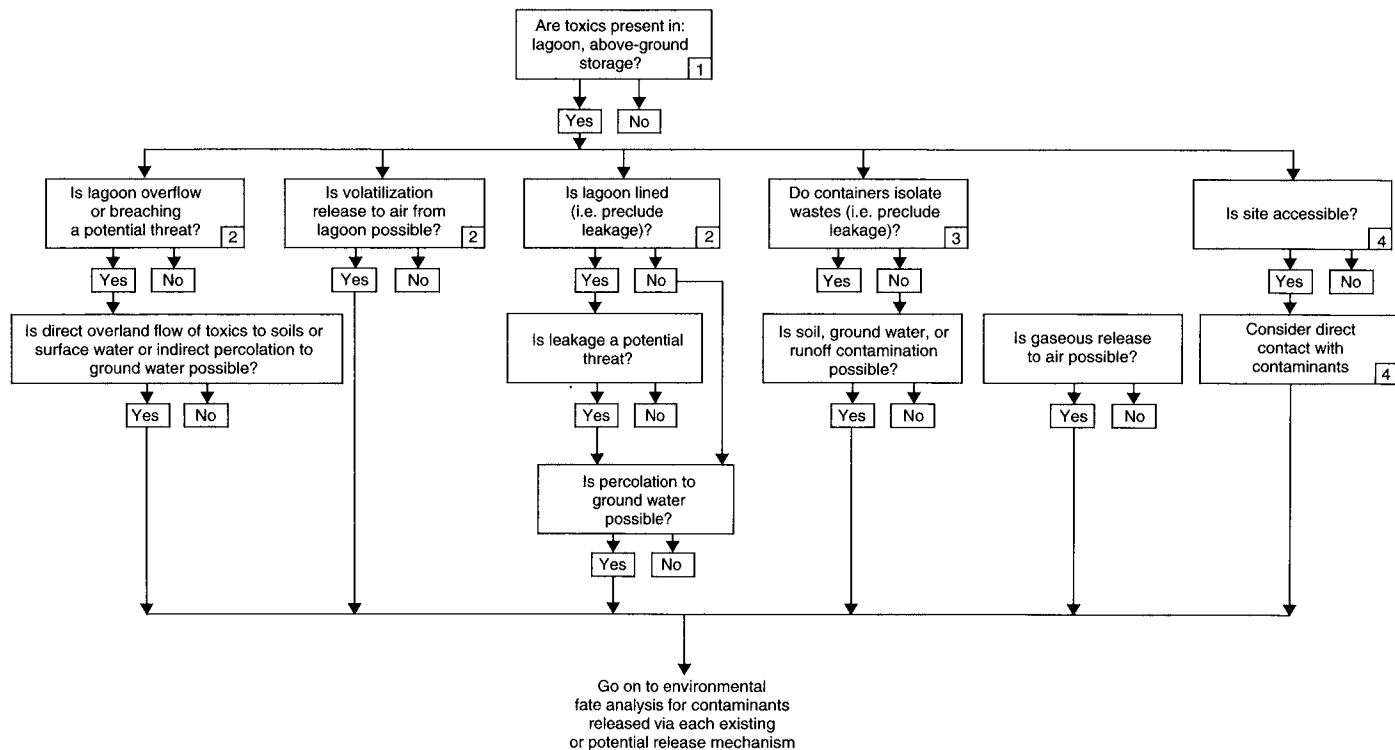 Are toxics present in:
lagoon, above-ground
storage?
1
Yes
No
Is lagoon overflow
or breaching
a potential threat?
2
Is volatilization
release to air from
lagoon possible?
2
Is lagoon lined
(i.e. preclude
leakage)?
2
Do containers isolate
wastes (i.e. preclude
leakage)?
3
Is site accessible?
4
Yes
No
Yes
No
Yes
No
Yes
No
Yes
No
Is direct overland flow of toxics to soils or
surface water or indirect percolation to
ground water possible?
Is leakage a potential
threat?
Is soil, ground water, or
runoff contamination
possible?
Is gaseous release
to air possible?
Consider direct
contact with
contaminants
4
Yes
No
Yes
No
Yes
No
Yes
No
Is percolation to
ground water
possible?
Yes
No
Go on to environmental
fate analysis for contaminants
released via each existing
or potential release mechanism